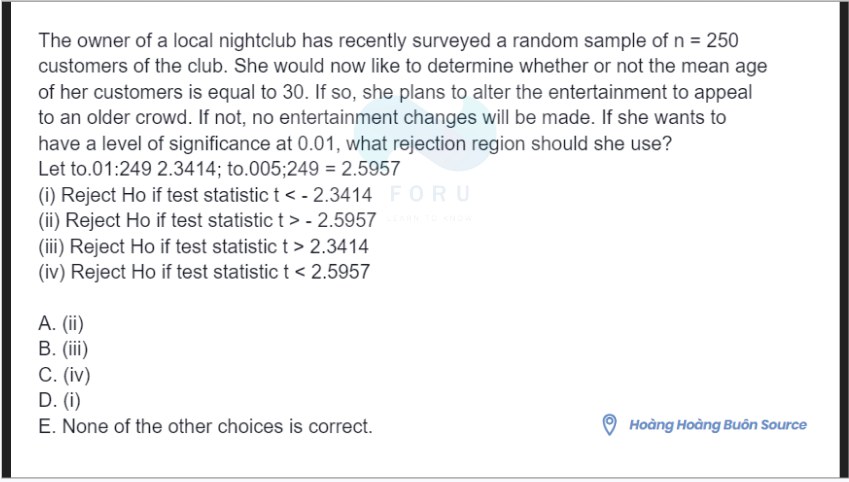 The owner of a local nightclub has recently surveyed a random sample of n = 250
customers of the club. She would now like to determine whether or not the mean age
of her customers is equal to 30. If so, she plans to alter the entertainment to appeal
to an older crowd. If not, no entertainment changes will be made. If she wants to
have a level of significance at 0.01, what rejection region should she use?
Let to.01:249 2.3414; to.005;249 = 2.5957
(i) Reject Ho if test statistic t < - 2.3414
FORU
(ii) Reject Ho if test statistic t > - 2.5957
(iii) Reject Ho if test statistic t > 2.3414
(iv) Reject Ho if test statistic t < 2.5957
A. (ii)
B. (iii)
C. (iv)
D. (i)
E. None of the other choices is correct.
Hoàng Hoàng Buôn Source